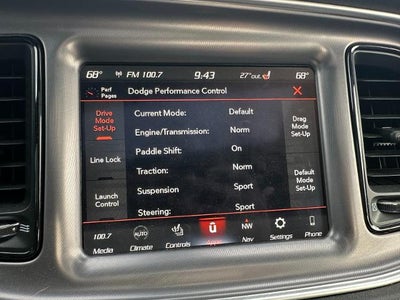 68° FM 100.7 9:43 27°out 68°
Perf Pages Dodge Performance Control
Drive Mode Set-Up
Line Lock
Launch Control
Current Mode: Default
Engine/Transmission: Norm
Paddle Shift: On
Traction: Norm
Suspension Sport
Steering: Sport
Drag Mode Set-Up
Default Mode Set-Up
100.7 AUTO NW
Media Climate Controls Nav Settings Phone